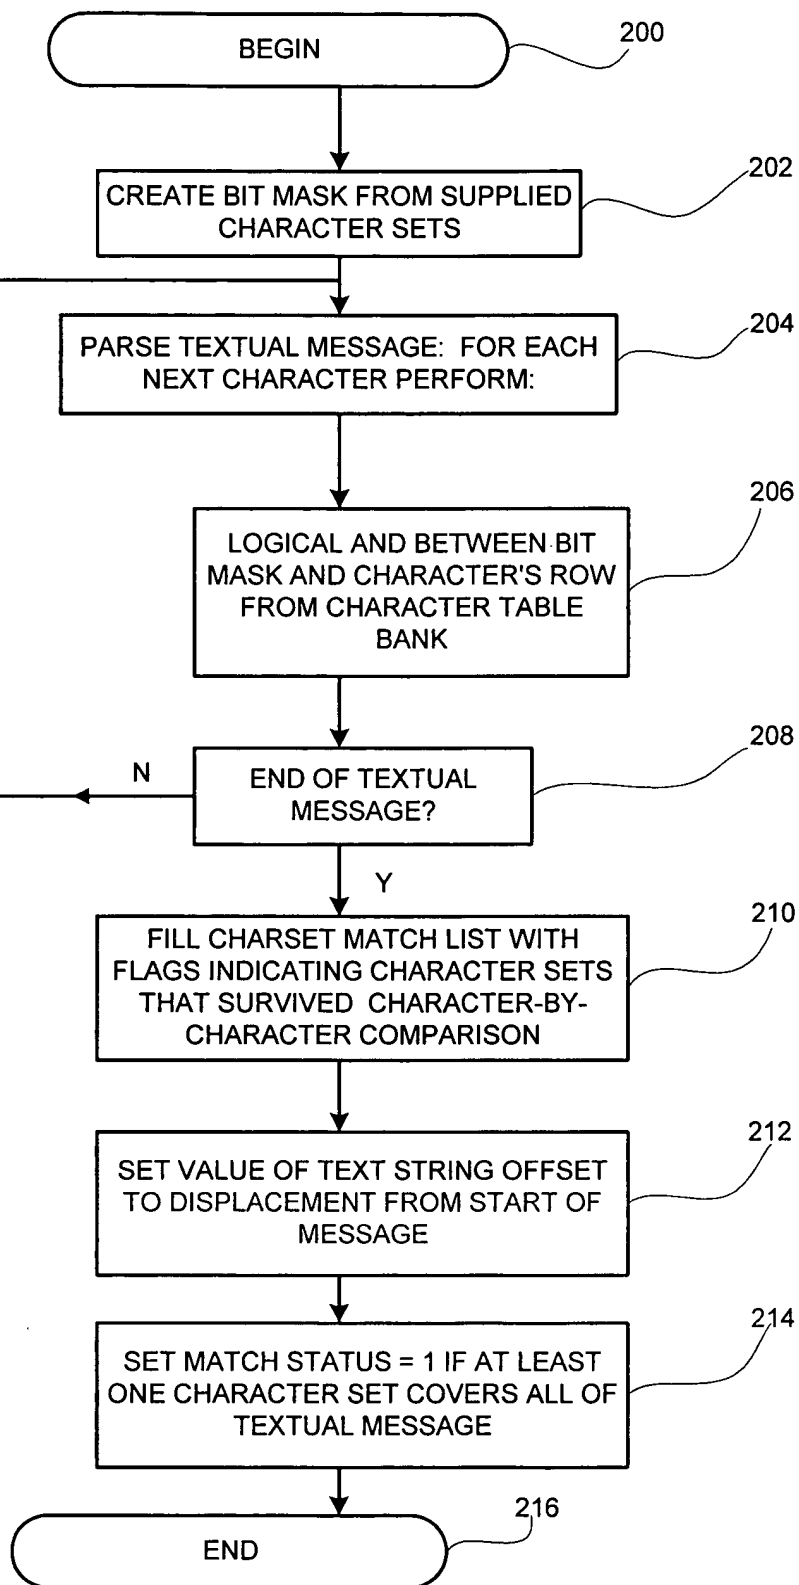 BEGIN
200
CREATE BIT MASK FROM SUPPLIED
CHARACTER SETS
202
PARSE TEXTUAL MESSAGE: FOR EACH
NEXT CHARACTER PERFORM:
204
LOGICAL AND BETWEEN BIT
MASK AND CHARACTER'S ROW
FROM CHARACTER TABLE
BANK
206
END OF TEXTUAL
MESSAGE?
208
N
Y
FILL CHARSET MATCH LIST WITH
FLAGS INDICATING CHARACTER SETS
THAT SURVIVED CHARACTER-BY-
CHARACTER COMPARISON
210
SET VALUE OF TEXT STRING OFFSET
TO DISPLACEMENT FROM START OF
MESSAGE
212
SET MATCH STATUS = 1 IF AT LEAST
ONE CHARACTER SET COVERS ALL OF
TEXTUAL MESSAGE
214
END
216